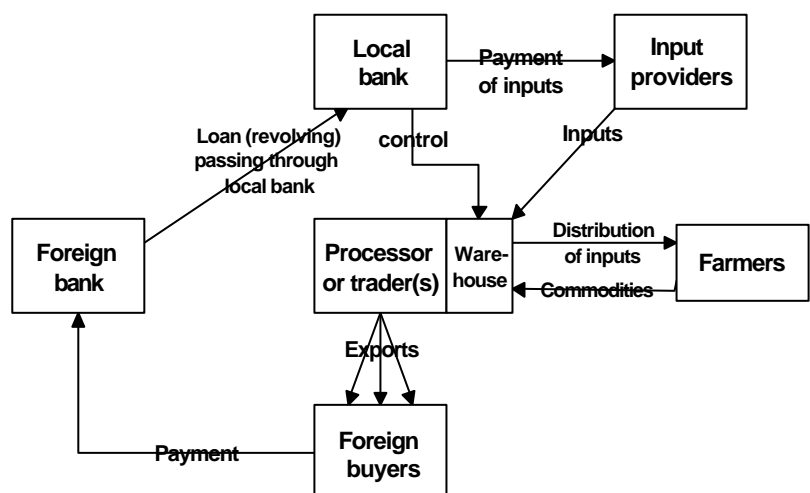 Local
bank
Payment
of inputs
Input
providers
Loan (revolving)
passing through
local bank
control
Inputs
Foreign
bank
Processor
or trader(s)
Ware-
house
Distribution
of inputs
Farmers
Commodities
Exports
Payment
Foreign
buyers